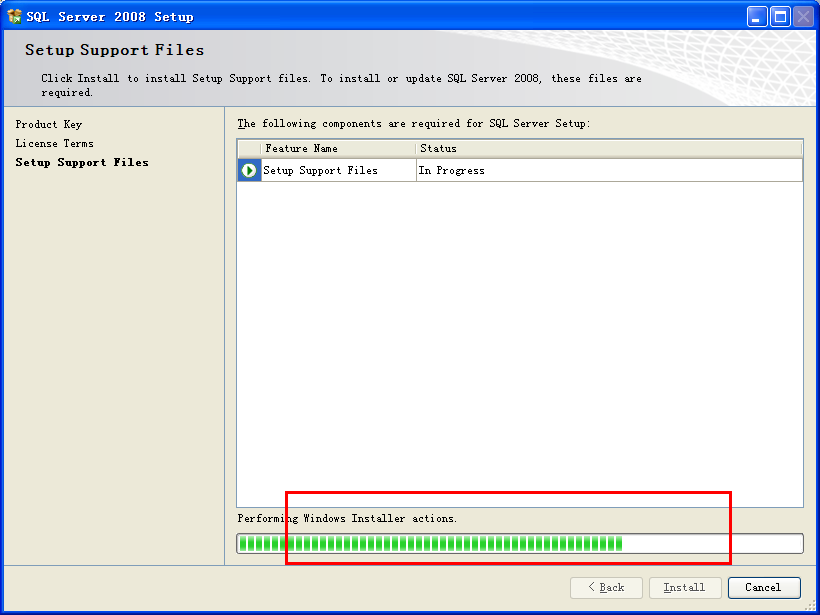 SQL Server 2008 Setup
Setup Support Files
Click Install to install Setup Support files. To install or update SQL Server 2008, these files are
required.
Product Key
License Terms
Setup Support Files
The following components are required for SQL Server Setup:
Feature Name Status
Setup Support Files In Progress
Performing Windows Installer actions.
< Back Install Cancel